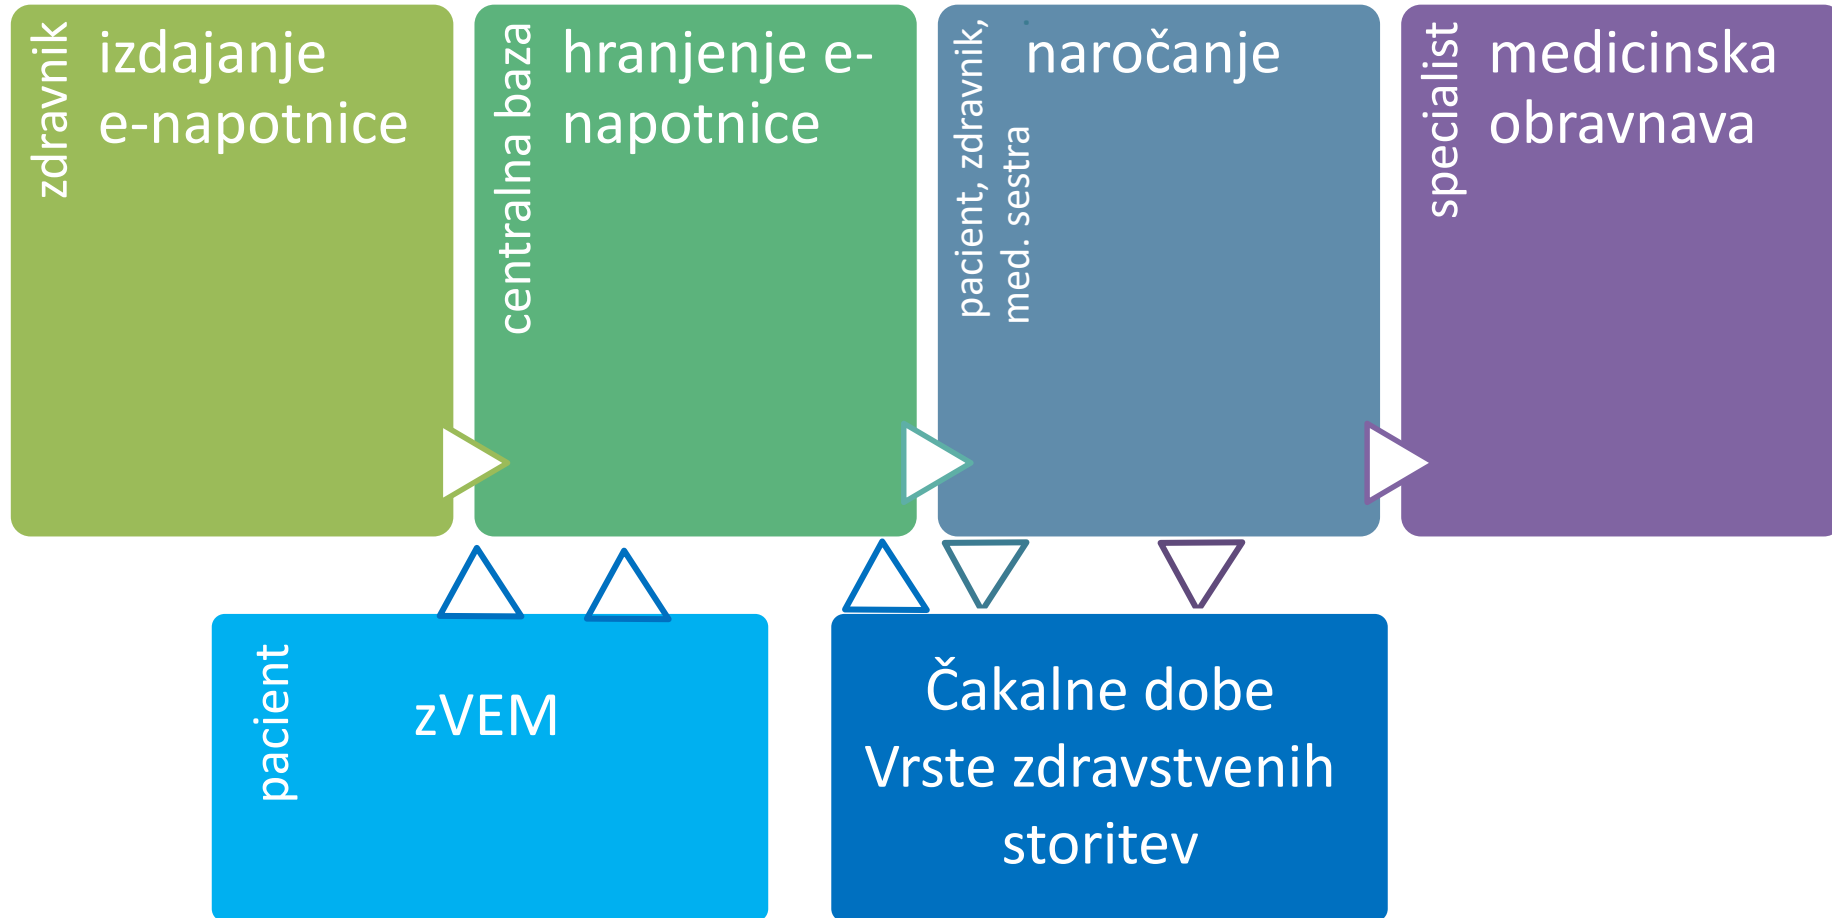 zdravnik
izdajanje
e-napotnice
centralna baza
hranjenje e-
napotnice
pacient, zdravnik,
med. sestra
naročanje
specialist
medicinska
obravnava
pacient
zVEM
Čakalne dobe
Vrste zdravstvenih
storitev